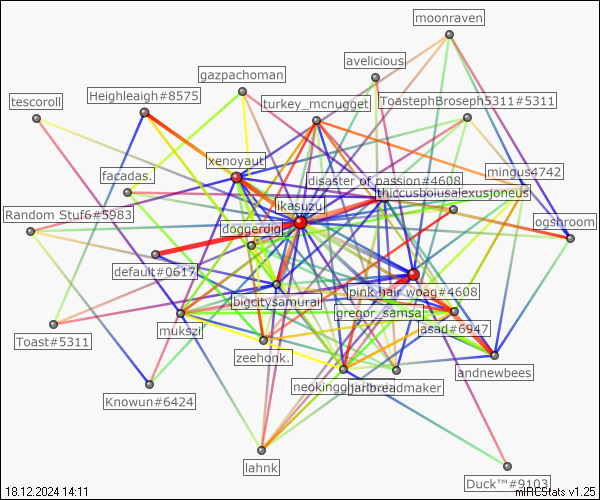 moonraven
avelicious
gazpachoman
Heighleaigh#8575
ToastephBroseph5311#5311
tescoroll
turkey_mcnugget
xenoyaut
mingus4742
facadas.
disaster_of_passion#4608
thiccusboiusalexusjoneus
likasuzu
Random Stuf6#5983
ogshroom
doggerdig
default#0617
pink hair woag#4608
bigcitysamurai
gregor_samsa
mukszi
asad#6947
Toast#5311
zeehonk.
andnewbees
breadmaker
Knowun#6424
lahnk
Duck™#9103
18.12.2024 14:11
mIRCStats v1.25